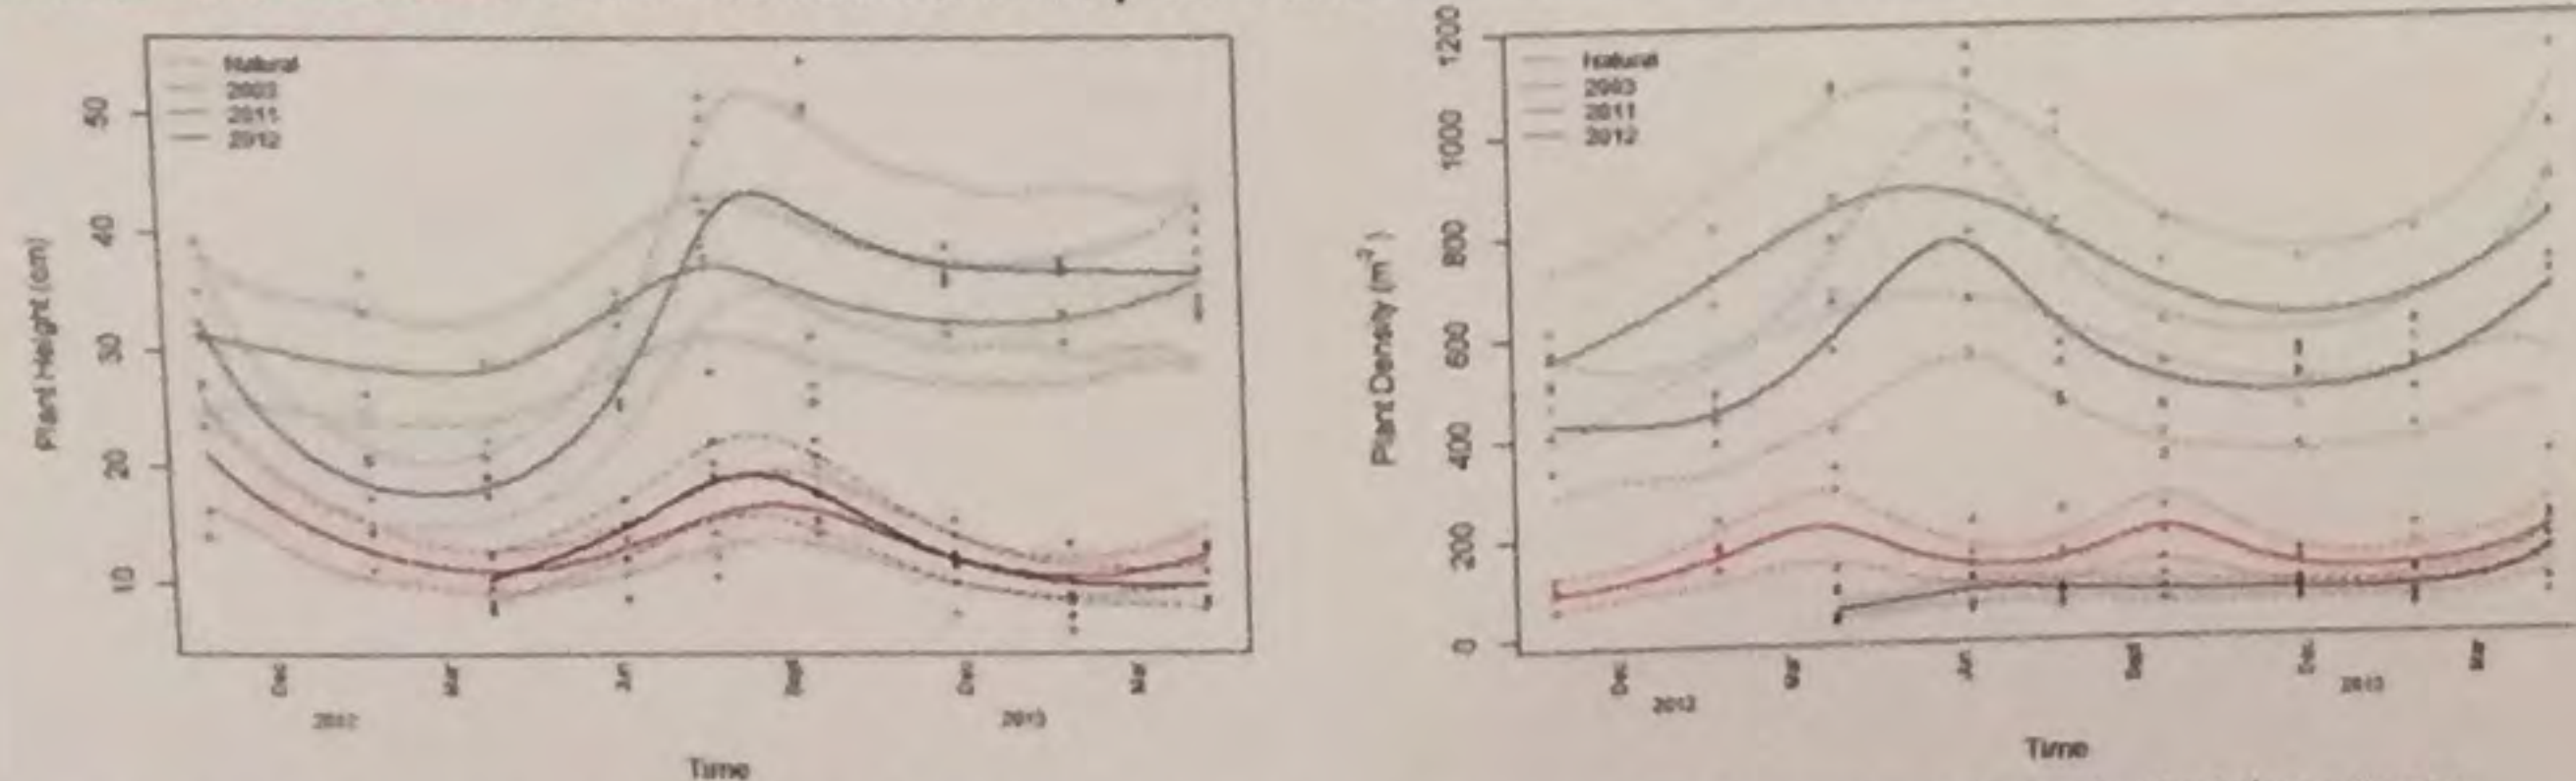 Natural
2003
2011
2012
Plant Height (cm)
50
40
30
20
10
Dec
Mar
Jun
Sept
Dec
Mar
2012
2013
Time
Natural
2003
2011
2012
Plant Density (m⁻²)
1200
1000
800
600
400
200
0
Dec
Mar
Jun
Sept
Dec
Mar
2012
2013
Time